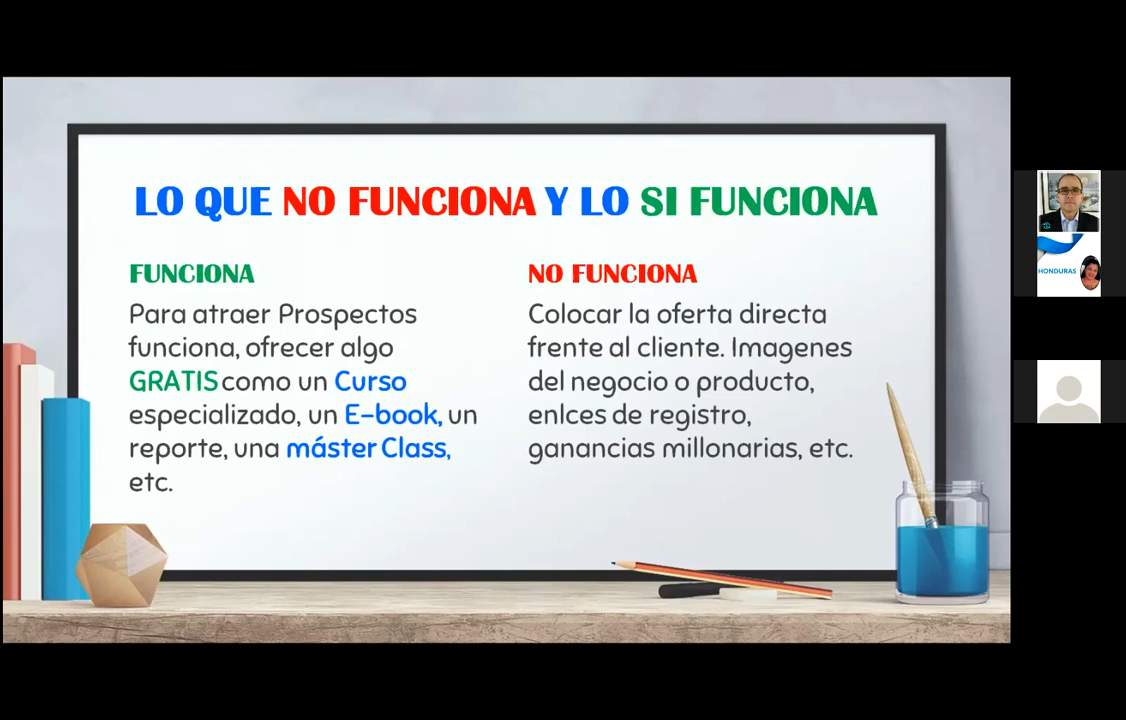 LO QUE NO FUNCIONA Y LO SI FUNCIONA
FUNCIONA
Para atraer Prospectos
funciona, ofrecer algo
GRATIS como un Curso
especializado, un E-book, un
reporte, una máster Class,
etc.
NO FUNCIONA
Colocar la oferta directa
frente al cliente. Imagenes
del negocio o producto,
enlces de registro,
ganancias millonarias, etc.
HONDURAS